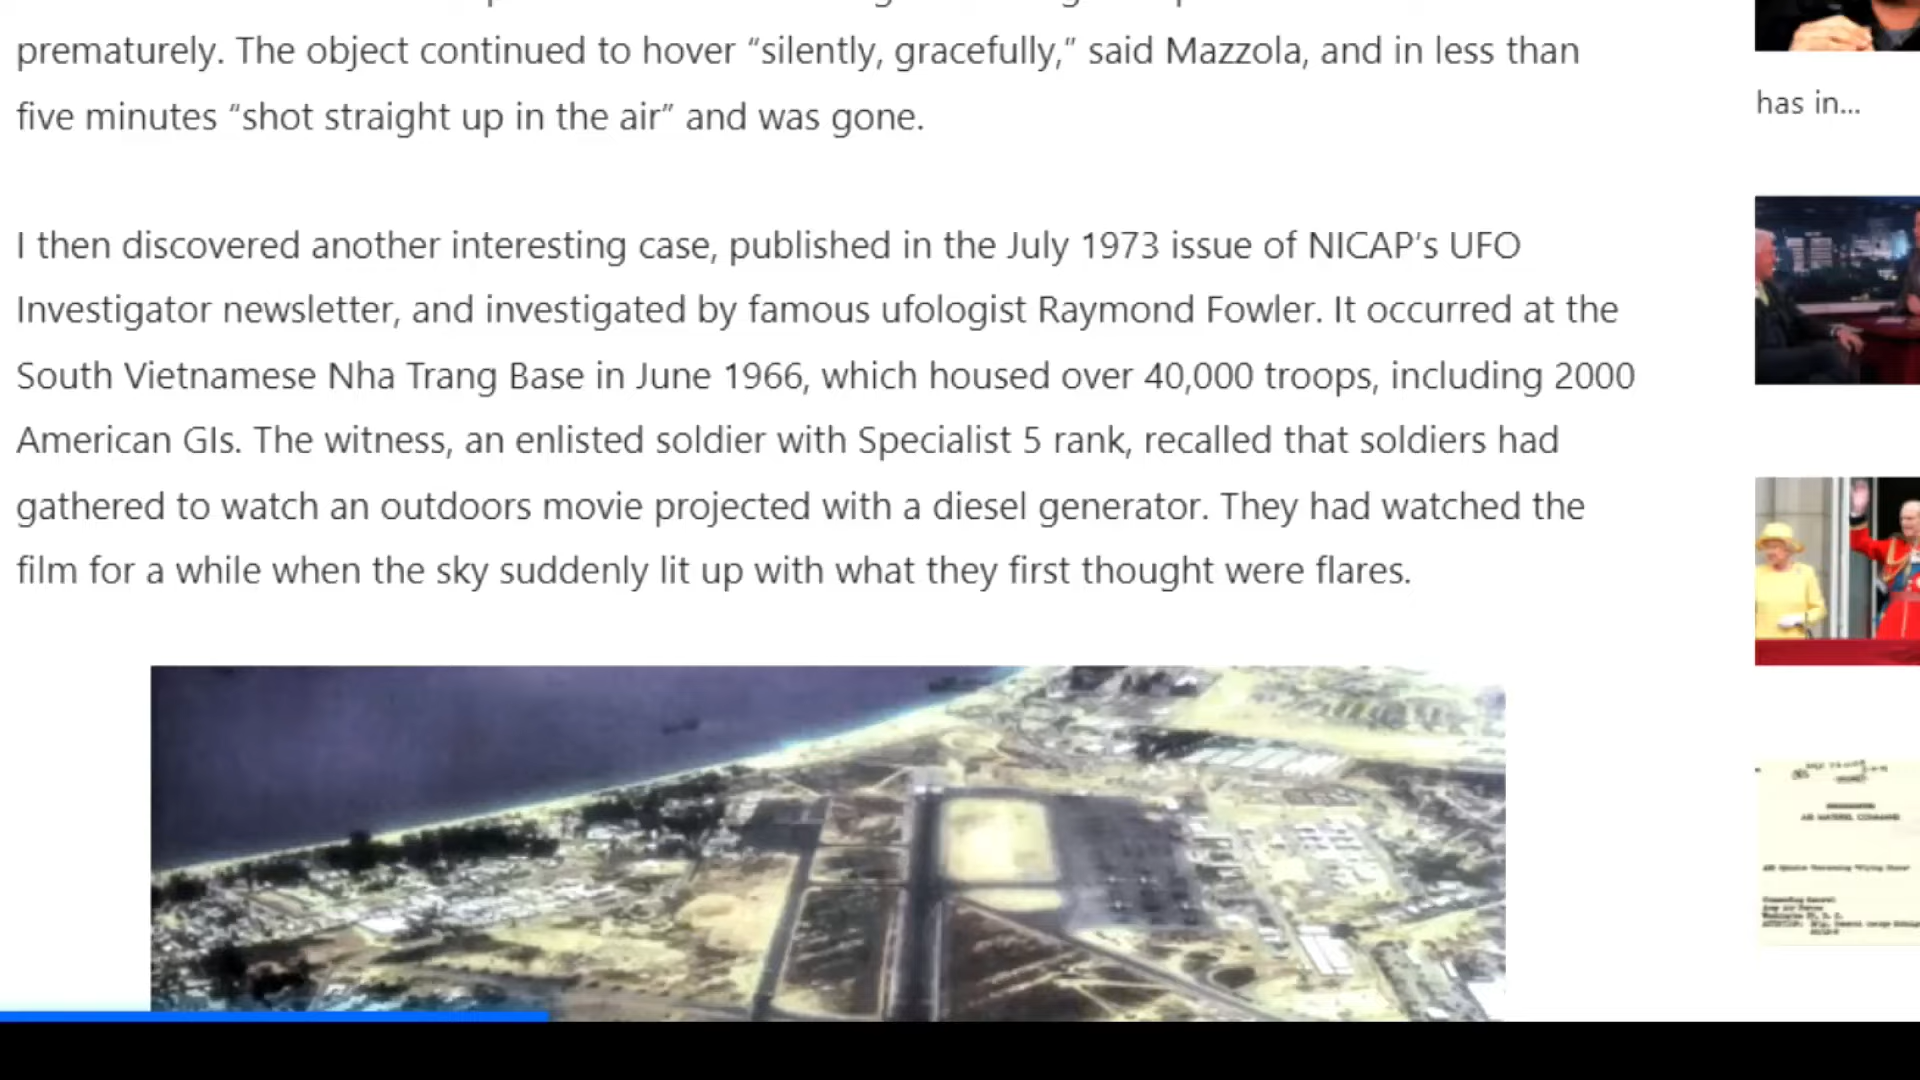 prematurely. The object continued to hover “silently, gracefully,” said Mazzola, and in less than
five minutes “shot straight up in the air” and was gone.
I then discovered another interesting case, published in the July 1973 issue of NICAP’s UFO
Investigator newsletter, and investigated by famous ufologist Raymond Fowler. It occurred at the
South Vietnamese Nha Trang Base in June 1966, which housed over 40,000 troops, including 2000
American GIs. The witness, an enlisted soldier with Specialist 5 rank, recalled that soldiers had
gathered to watch an outdoors movie projected with a diesel generator. They had watched the
film for a while when the sky suddenly lit up with what they first thought were flares.
has in...
AIR MATERIEL COMMAND